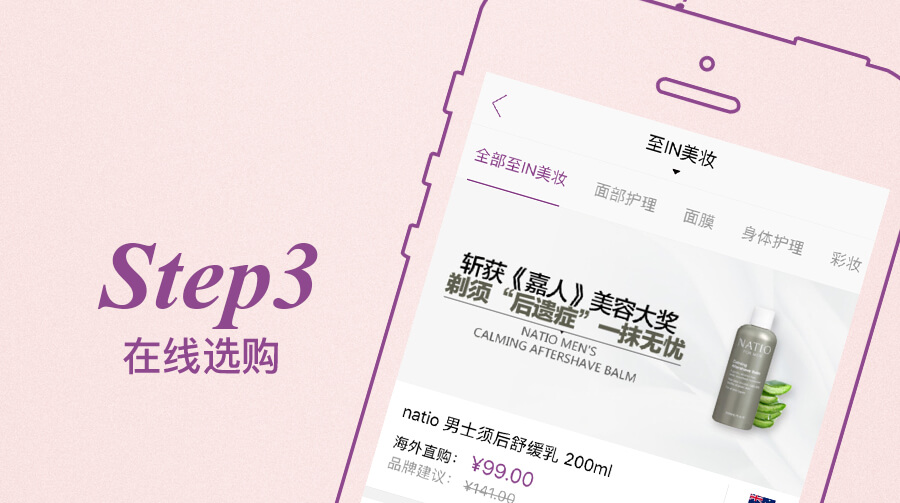 Step3
在线选购
至IN美妆
全部至IN美妆 面部护理 面膜 身体护理 彩妆
斩获《嘉人》美容大奖
剃须“后遗症”一抹无忧
NATIO MEN'S
CALMING AFTERSHAVE BALM
NATIO
natio 男士须后舒缓乳 200ml
海外直购：¥99.00
品牌建议：¥141.00